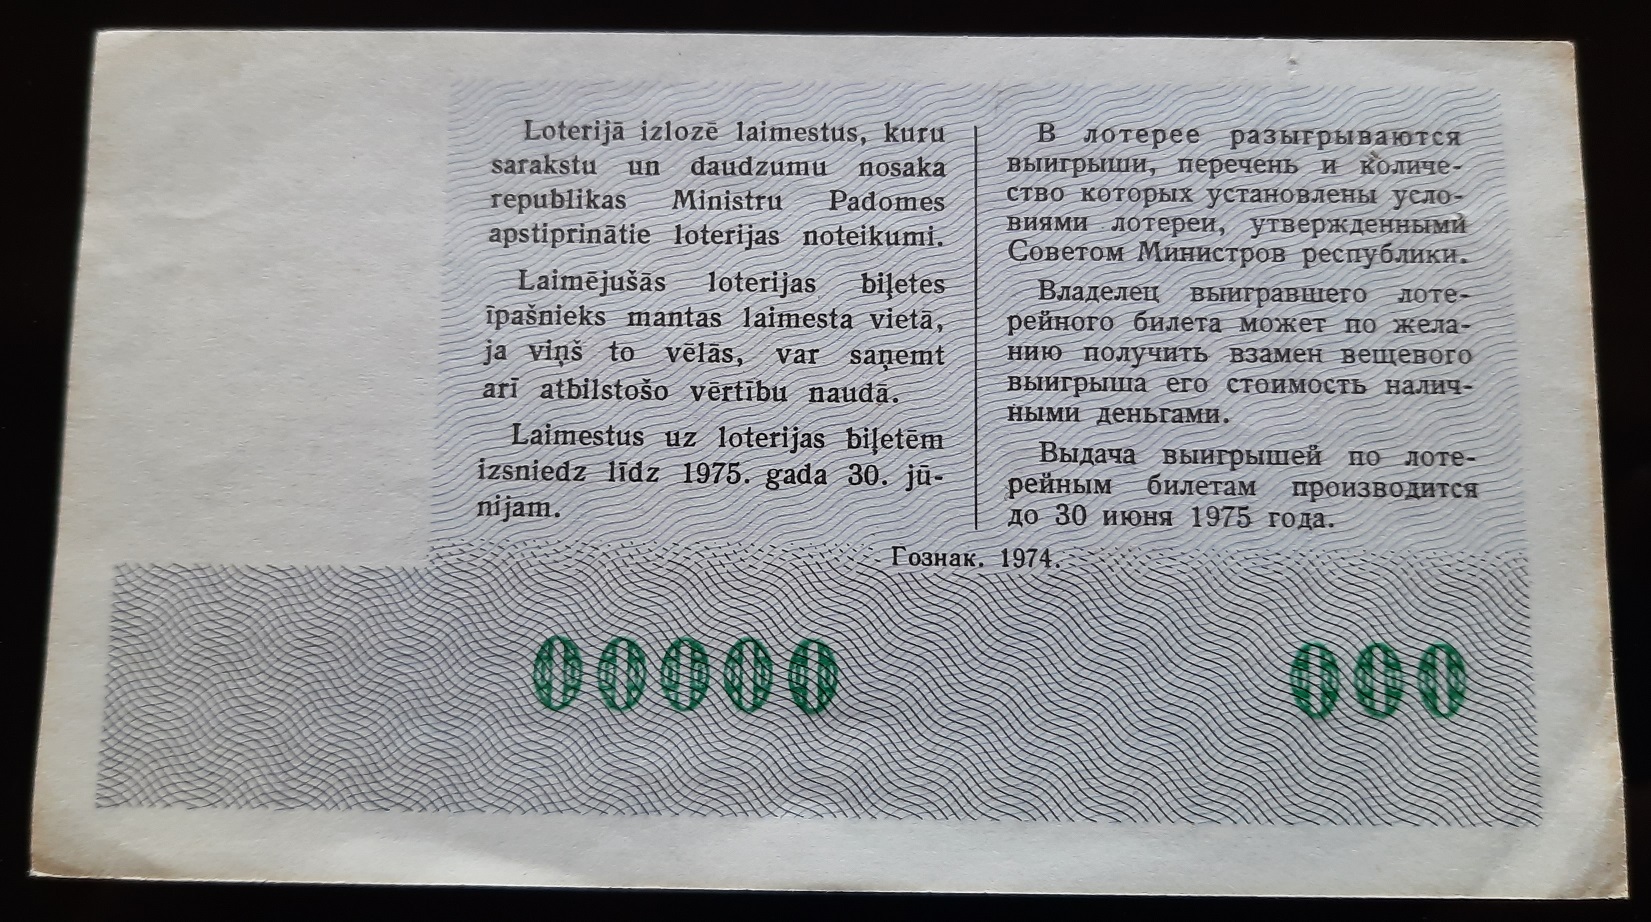 Loterijā izlozē laimestus, kuru
sarakstu un daudzumu nosaka
republikas Ministru Padomes
apstiprinātie loterijas noteikumi.
Laimējušās loterijas biļetes
īpašnieks mantas laimesta vietā,
ja viņš to vēlās, var saņemt
arī atbilstošo vērtību naudā.
Laimestus uz loterijas biļetēm
izsniedz līdz 1975. gada 30. jū-
nijam.
В лотерее разыгрываются
выигрыши, перечень и количе-
ство которых установлены усло-
виями лотереи, утвержденными
Советом Министров республики.
Владелец выигравшего лоте-
рейного билета может по жела-
нию получить взамен вещевого
выигрыша его стоимость налич-
ными деньгами.
Выдача выигрышей по лоте-
рейным билетам производится
до 30 июня 1975 года.
Гознак. 1974.
00000 000